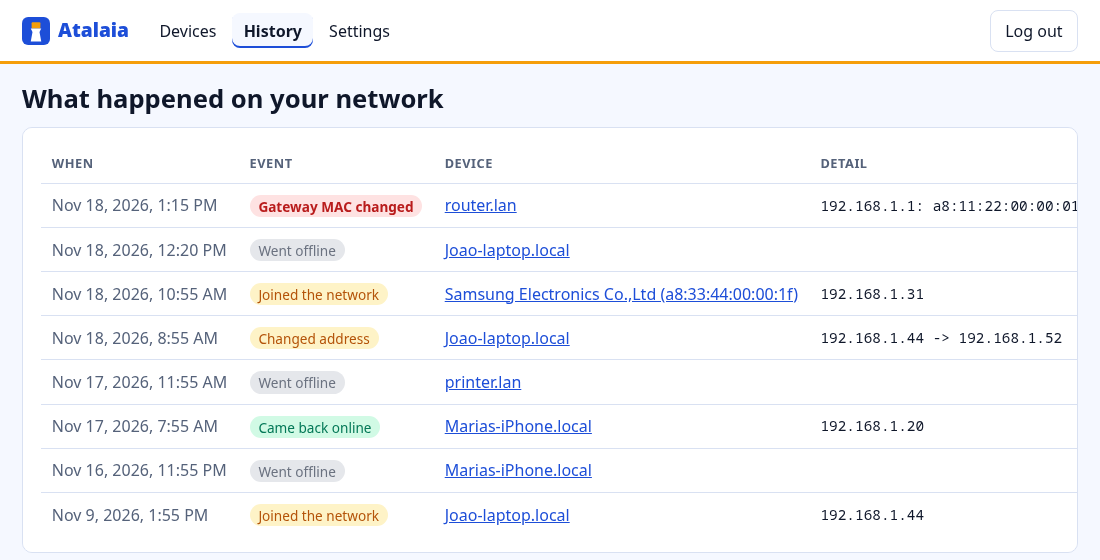 Atalaia Devices History Settings Log out
What happened on your network
WHEN EVENT DEVICE DETAIL
Nov 18, 2026, 1:15 PM Gateway MAC changed router.lan 192.168.1.1: a8:11:22:00:00:01
Nov 18, 2026, 12:20 PM Went offline Joao-laptop.local
Nov 18, 2026, 10:55 AM Joined the network Samsung Electronics Co.,Ltd (a8:33:44:00:00:1f) 192.168.1.31
Nov 18, 2026, 8:55 AM Changed address Joao-laptop.local 192.168.1.44 -> 192.168.1.52
Nov 17, 2026, 11:55 AM Went offline printer.lan
Nov 17, 2026, 7:55 AM Came back online Marias-iPhone.local 192.168.1.20
Nov 16, 2026, 11:55 PM Went offline Marias-iPhone.local
Nov 9, 2026, 1:55 PM Joined the network Joao-laptop.local 192.168.1.44